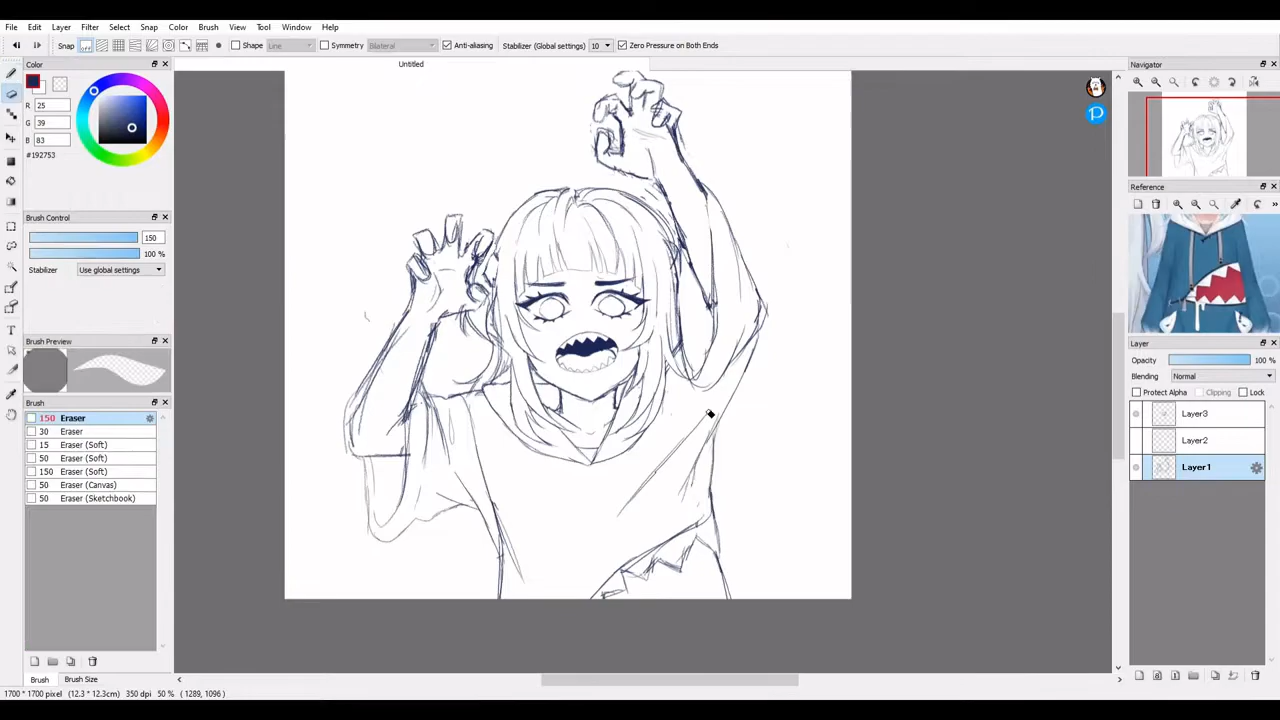 File Edit Layer Filter Select Snap Color Brush View Tool Window Help
Snap Shape Line Symmetry Bilateral Anti-aliasing Stabilizer (Global settings) 10 Zero Pressure on Both Ends
Color
Untitled
Navigator
R 25
G 39
B 83
#192753
Reference
Brush Control
150
100 %
Stabilizer Use global settings
Brush Preview
Layer
Opacity 100 %
Blending Normal
Protect Alpha Clipping Lock
Brush
150 Eraser
30 Eraser
15 Eraser (Soft)
50 Eraser (Soft)
150 Eraser (Soft)
50 Eraser (Canvas)
50 Eraser (Sketchbook)
Layer3
Layer2
Layer1
Brush Brush Size
1700 * 1700 pixel (12.3 * 12.3cm) 350 dpi 50 % ( 1289, 1096 )